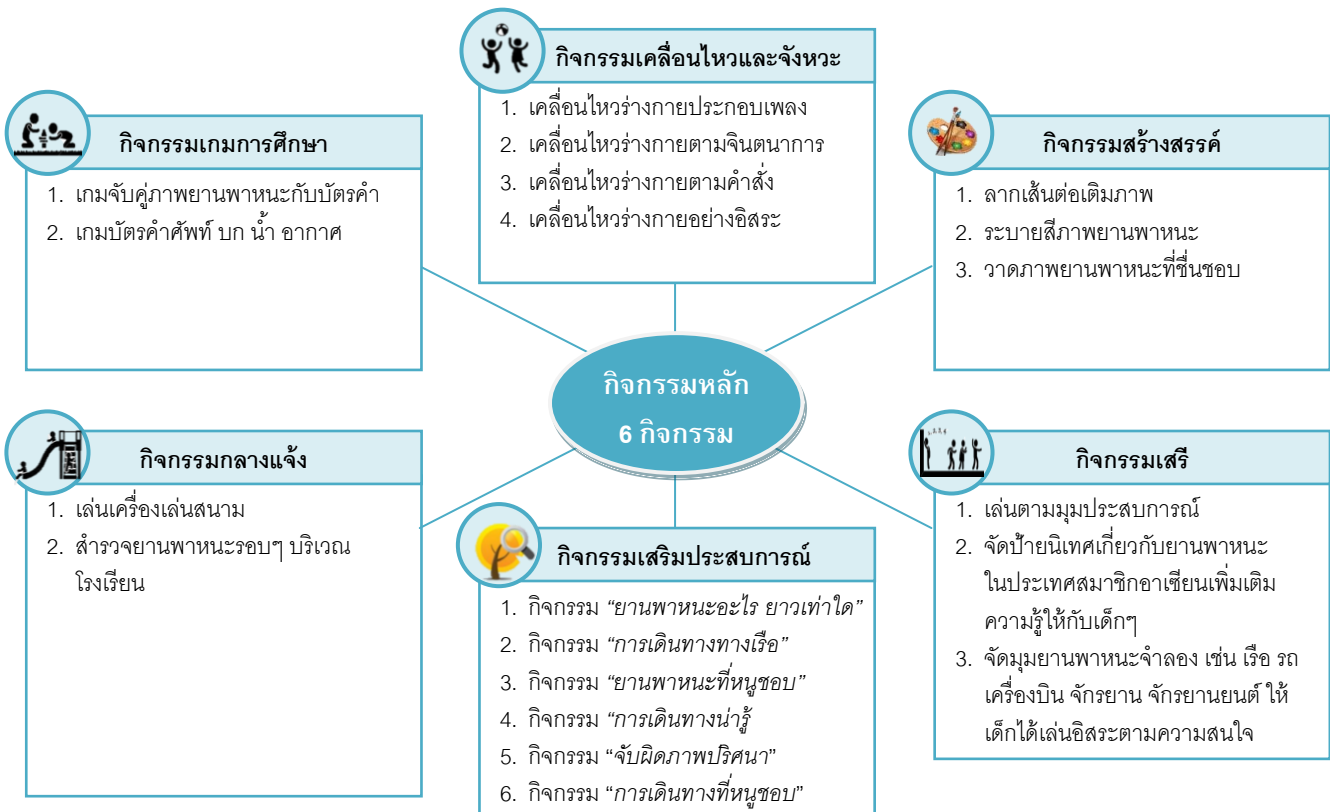 กิจกรรมเคลื่อนไหวและจังหวะ
1. เคลื่อนไหวร่างกายประกอบเพลง
2. เคลื่อนไหวร่างกายตามจินตนาการ
3. เคลื่อนไหวร่างกายตามคำสั่ง
4. เคลื่อนไหวร่างกายอย่างอิสระ
กิจกรรมเกมการศึกษา
1. เกมจับคู่ภาพยานพาหนะกับบัตรคำ
2. เกมบัตรคำศัพท์ บก น้ำ อากาศ
กิจกรรมสร้างสรรค์
1. ลากเส้นต่อเติมภาพ
2. ระบายสีภาพยานพาหนะ
3. วาดภาพยานพาหนะที่ชื่นชอบ
กิจกรรมหลัก
6 กิจกรรม
กิจกรรมกลางแจ้ง
1. เล่นเครื่องเล่นสนาม
2. สำรวจยานพาหนะรอบๆ บริเวณ
โรงเรียน
กิจกรรมเสริมประสบการณ์
1. กิจกรรม “ยานพาหนะอะไร ยาวเท่าใด”
2. กิจกรรม “การเดินทางทางเรือ”
3. กิจกรรม “ยานพาหนะที่หนูชอบ”
4. กิจกรรม “การเดินทางน่ารู้
5. กิจกรรม “จับผิดภาพปริศนา”
6. กิจกรรม “การเดินทางที่หนูชอบ”
กิจกรรมเสรี
1. เล่นตามมุมประสบการณ์
2. จัดป้ายนิเทศเกี่ยวกับยานพาหนะ
ในประเทศสมาชิกอาเซียนเพิ่มเติม
ความรู้ให้กับเด็กๆ
3. จัดมุมยานพาหนะจำลอง เช่น เรือ รถ
เครื่องบิน จักรยาน จักรยานยนต์ ให้
เด็กได้เล่นอิสระตามความสนใจ